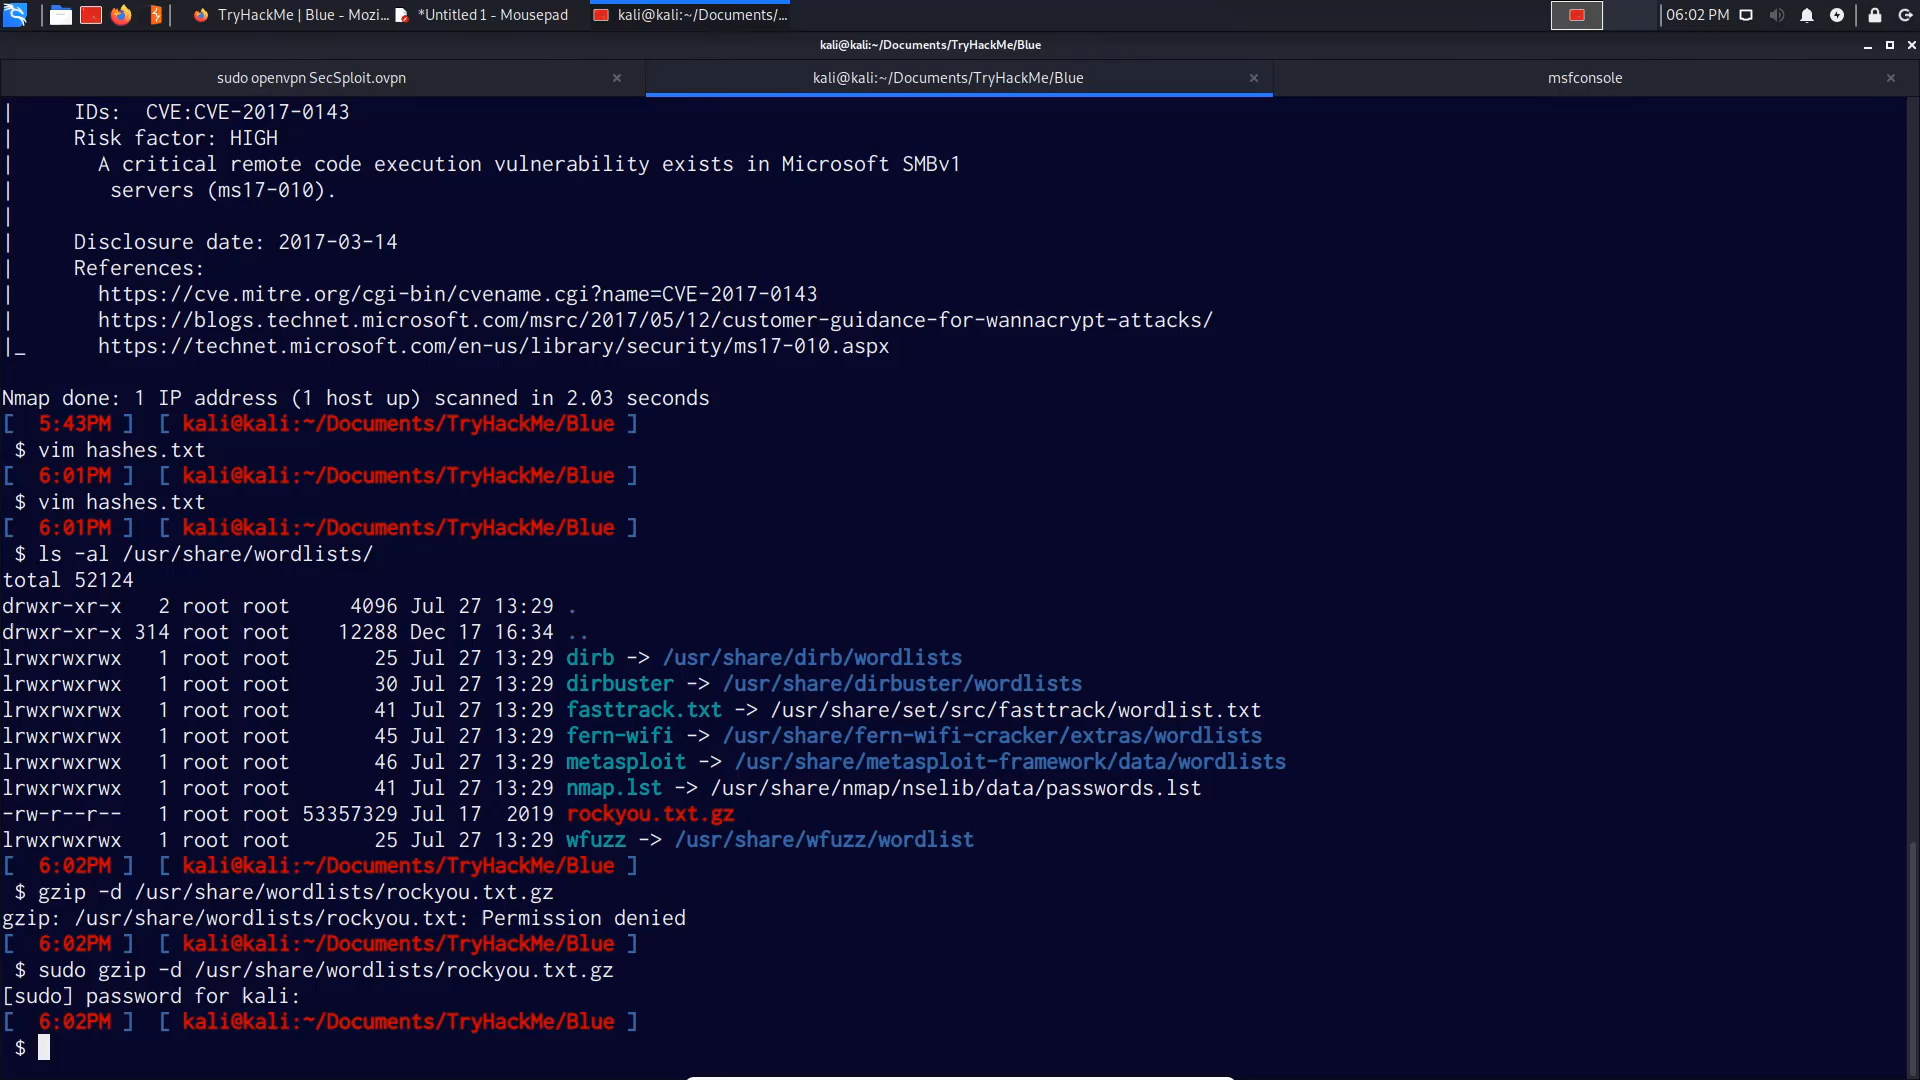 TryHackMe | Blue - Mozi...
*Untitled 1 - Mousepad
kali@kali:~/Documents/...
06:02 PM
kali@kali:~/Documents/TryHackMe/Blue
sudo openvpn SecSploit.ovpn
kali@kali:~/Documents/TryHackMe/Blue
msfconsole
|     IDs:  CVE:CVE-2017-0143
|     Risk factor: HIGH
|       A critical remote code execution vulnerability exists in Microsoft SMBv1
|        servers (ms17-010).
|
|     Disclosure date: 2017-03-14
|     References:
|       https://cve.mitre.org/cgi-bin/cvename.cgi?name=CVE-2017-0143
|       https://blogs.technet.microsoft.com/msrc/2017/05/12/customer-guidance-for-wannacrypt-attacks/
|_      https://technet.microsoft.com/en-us/library/security/ms17-010.aspx
Nmap done: 1 IP address (1 host up) scanned in 2.03 seconds
[  5:43PM ]  [ kali@kali:~/Documents/TryHackMe/Blue ]
 $ vim hashes.txt
[  6:01PM ]  [ kali@kali:~/Documents/TryHackMe/Blue ]
 $ vim hashes.txt
[  6:01PM ]  [ kali@kali:~/Documents/TryHackMe/Blue ]
 $ ls -al /usr/share/wordlists/
total 52124
drwxr-xr-x   2 root root     4096 Jul 27 13:29 .
drwxr-xr-x 314 root root    12288 Dec 17 16:34 ..
lrwxrwxrwx   1 root root       25 Jul 27 13:29 dirb -> /usr/share/dirb/wordlists
lrwxrwxrwx   1 root root       30 Jul 27 13:29 dirbuster -> /usr/share/dirbuster/wordlists
lrwxrwxrwx   1 root root       41 Jul 27 13:29 fasttrack.txt -> /usr/share/set/src/fasttrack/wordlist.txt
lrwxrwxrwx   1 root root       45 Jul 27 13:29 fern-wifi -> /usr/share/fern-wifi-cracker/extras/wordlists
lrwxrwxrwx   1 root root       46 Jul 27 13:29 metasploit -> /usr/share/metasploit-framework/data/wordlists
lrwxrwxrwx   1 root root       41 Jul 27 13:29 nmap.lst -> /usr/share/nmap/nselib/data/passwords.lst
-rw-r--r--   1 root root 53357329 Jul 17  2019 rockyou.txt.gz
lrwxrwxrwx   1 root root       25 Jul 27 13:29 wfuzz -> /usr/share/wfuzz/wordlist
[  6:02PM ]  [ kali@kali:~/Documents/TryHackMe/Blue ]
 $ gzip -d /usr/share/wordlists/rockyou.txt.gz
gzip: /usr/share/wordlists/rockyou.txt: Permission denied
[  6:02PM ]  [ kali@kali:~/Documents/TryHackMe/Blue ]
 $ sudo gzip -d /usr/share/wordlists/rockyou.txt.gz
[sudo] password for kali:
[  6:02PM ]  [ kali@kali:~/Documents/TryHackMe/Blue ]
 $